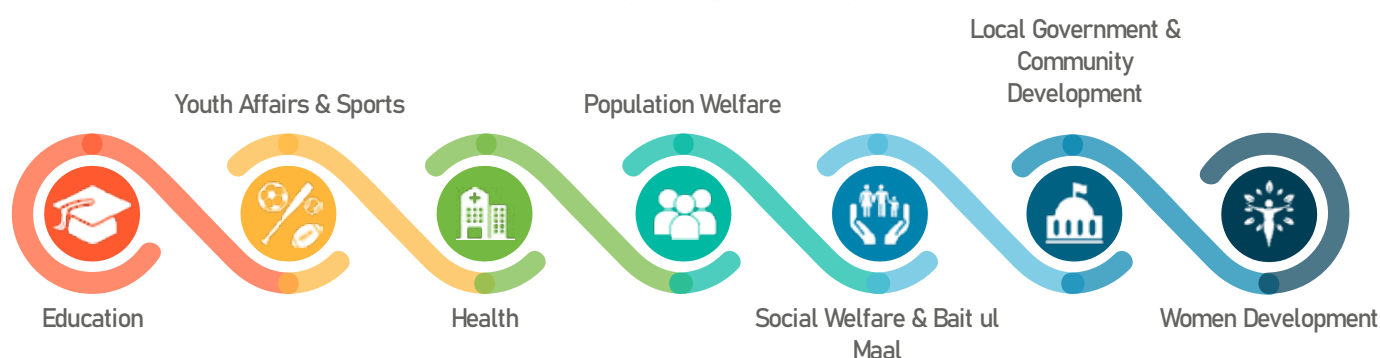 Local Government &
Community
Development
Youth Affairs & Sports
Population Welfare
Education
Health
Social Welfare & Bait ul
Maal
Women Development